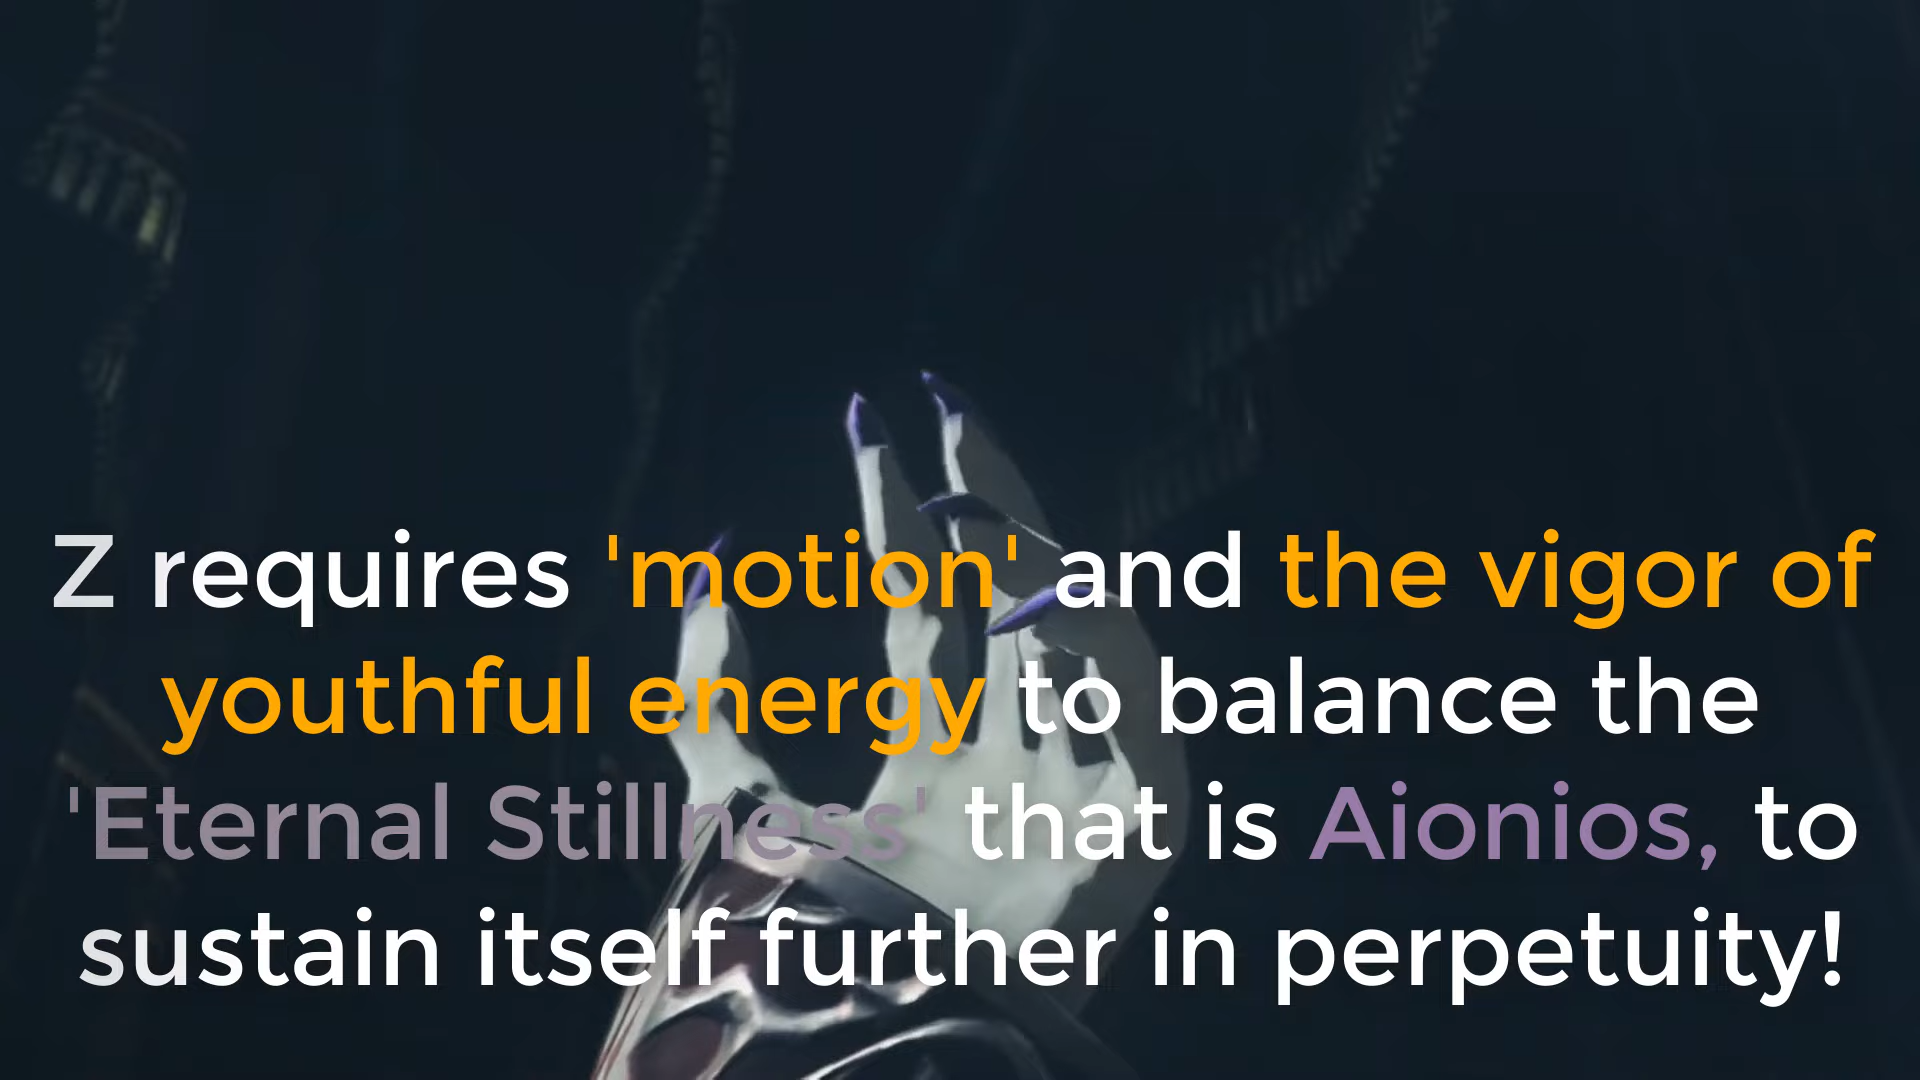 Z requires 'motion' and the vigor of
youthful energy to balance the
'Eternal Stillness' that is Aionios, to
sustain itself further in perpetuity!